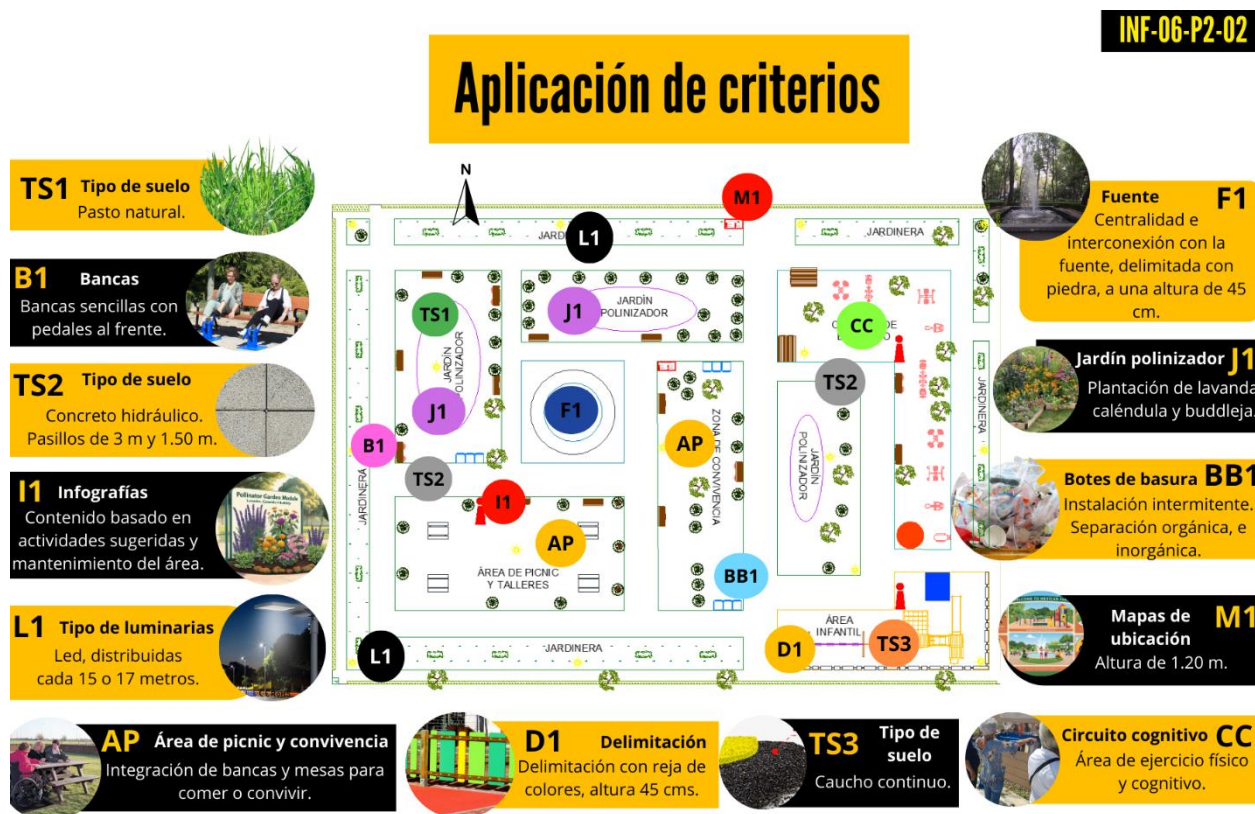 INF-06-P2-02
Aplicación de criterios
TS1 Tipo de suelo
Pasto natural.
B1 Bancas
Bancas sencillas con
pedales al frente.
TS2 Tipo de suelo
Concreto hidráulico.
Pasillos de 3 m y 1.50 m.
I1 Infografías
Contenido basado en
actividades sugeridas y
mantenimiento del área.
L1 Tipo de luminarias
Led, distribuidas
cada 15 o 17 metros.
N
M1
L1
JARDINERA
TS1
J1
JARDÍN
POLINIZADOR
JARDÍN
POLINIZADOR
J1
CC
TS2
F1
B1
AP
ZONA DE CONVIVENCIA
JARDÍN
POLINIZADOR
JARDINERA
JARDINERA
TS2
I1
AP
ÁREA DE PICNIC
Y TALLERES
BB1
ÁREA
INFANTIL
D1
TS3
L1
JARDINERA
Fuente F1
Centralidad e
interconexión con la
fuente, delimitada con
piedra, a una altura de 45
cm.
Jardín polinizador J1
Plantación de lavanda
caléndula y buddleja.
Botes de basura BB1
Instalación intermitente.
Separación orgánica, e
inorgánica.
Mapas de M1
ubicación
Altura de 1.20 m.
AP Área de picnic y convivencia
Integración de bancas y mesas para
comer o convivir.
D1 Delimitación
Delimitación con reja de
colores, altura 45 cms.
TS3 Tipo de
suelo
Caucho continuo.
Circuito cognitivo CC
Área de ejercicio físico
y cognitivo.